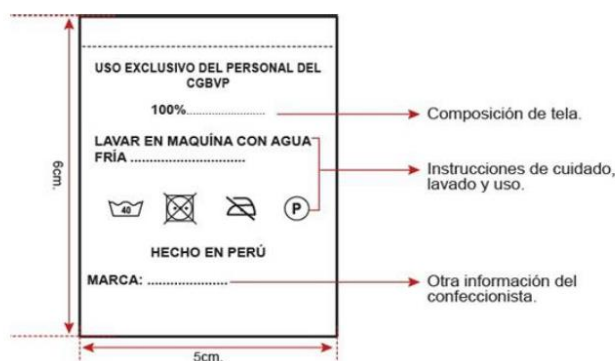 USO EXCLUSIVO DEL PERSONAL DEL
CGBVP
100%........................
Composición de tela.
LAVAR EN MAQUÍNA CON AGUA
FRÍA ............................
Instrucciones de cuidado,
lavado y uso.
40
P
HECHO EN PERÚ
MARCA: ....................
Otra información del
confeccionista.
6cm.
5cm.